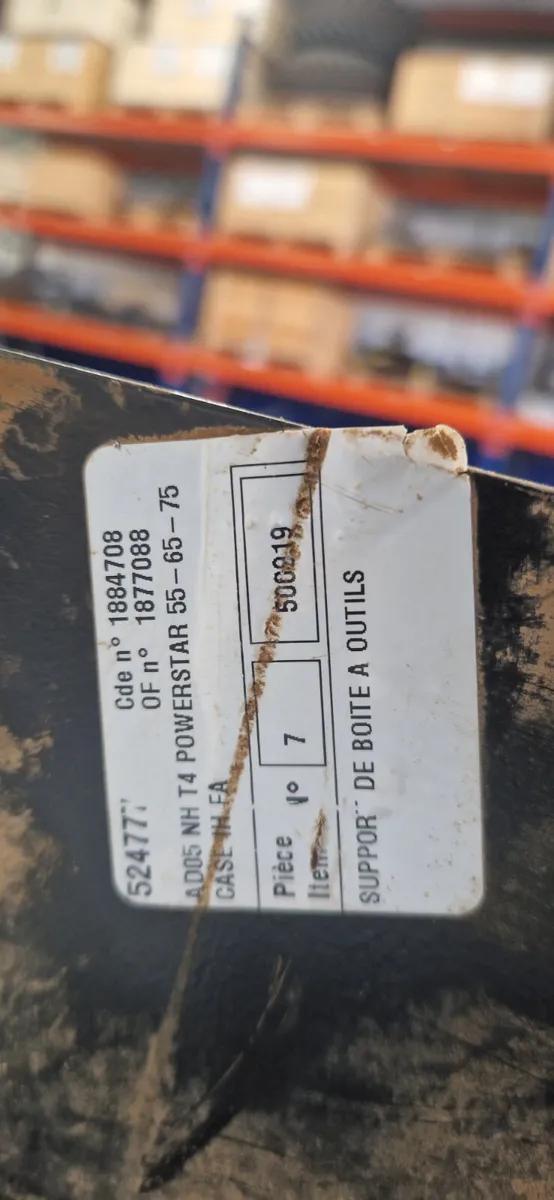 Cde n° 1884708
OF n° 1877088
AD05 NH T4 POWERSTAR 55-65-75
CASE IH FA
Pièce N° 7
Item
SUPPORT DE BOITE A OUTILS